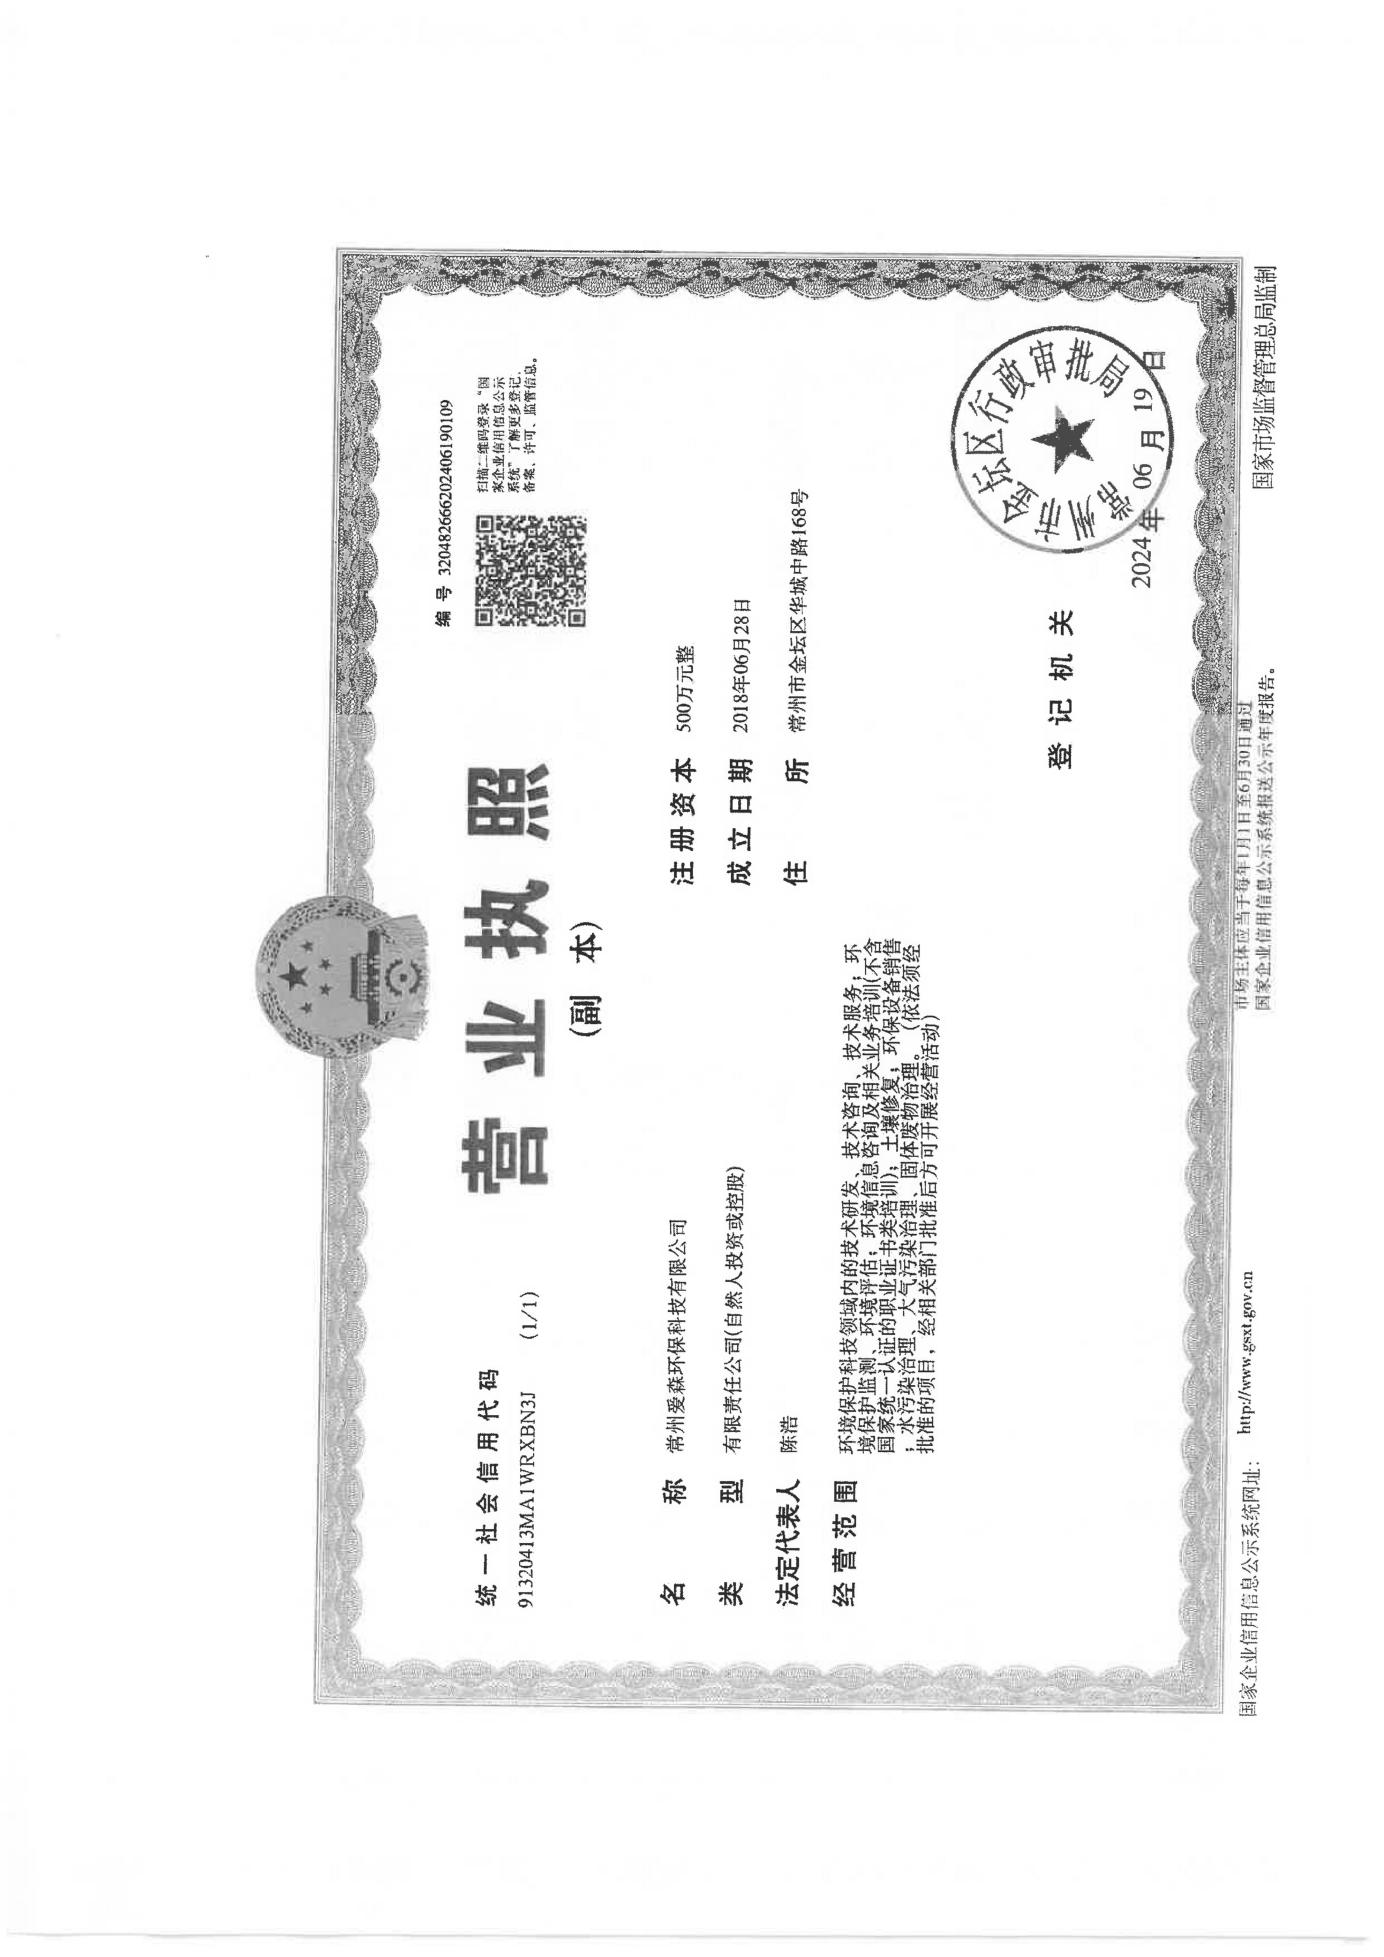 编 号 320482666202406190109
统一社会信用代码
91320413MA1WRXBN3J (1/1)
营业执照
(副 本)
扫描二维码登录“国
家企业信用信息公示
系统”了解更多登记、
备案、许可、监管信息。
名 称 常州爱森环保科技有限公司
类 型 有限责任公司(自然人投资或控股)
法定代表人 陈浩
经营范围 环境保护科技领域内的技术研发、技术咨询、技术服务；环
境保护监测、环境评估；环境信息咨询及相关业务培训(不含
国家统一认证的职业证书类培训)；土壤修复；环保设备销售
；水污染治理、大气污染治理、固体废物治理。（依法须经
批准的项目，经相关部门批准后方可开展经营活动）
注册资本 500万元整
成立日期 2018年06月28日
住 所 常州市金坛区华城中路168号
登记机关
常州市金坛区行政审批局
2024年 06 月 19 日
国家企业信用信息公示系统网址： http://www.gsxt.gov.cn
市场主体应当于每年1月1日至6月30日通过
国家企业信用信息公示系统报送公示年度报告。
国家市场监督管理总局监制